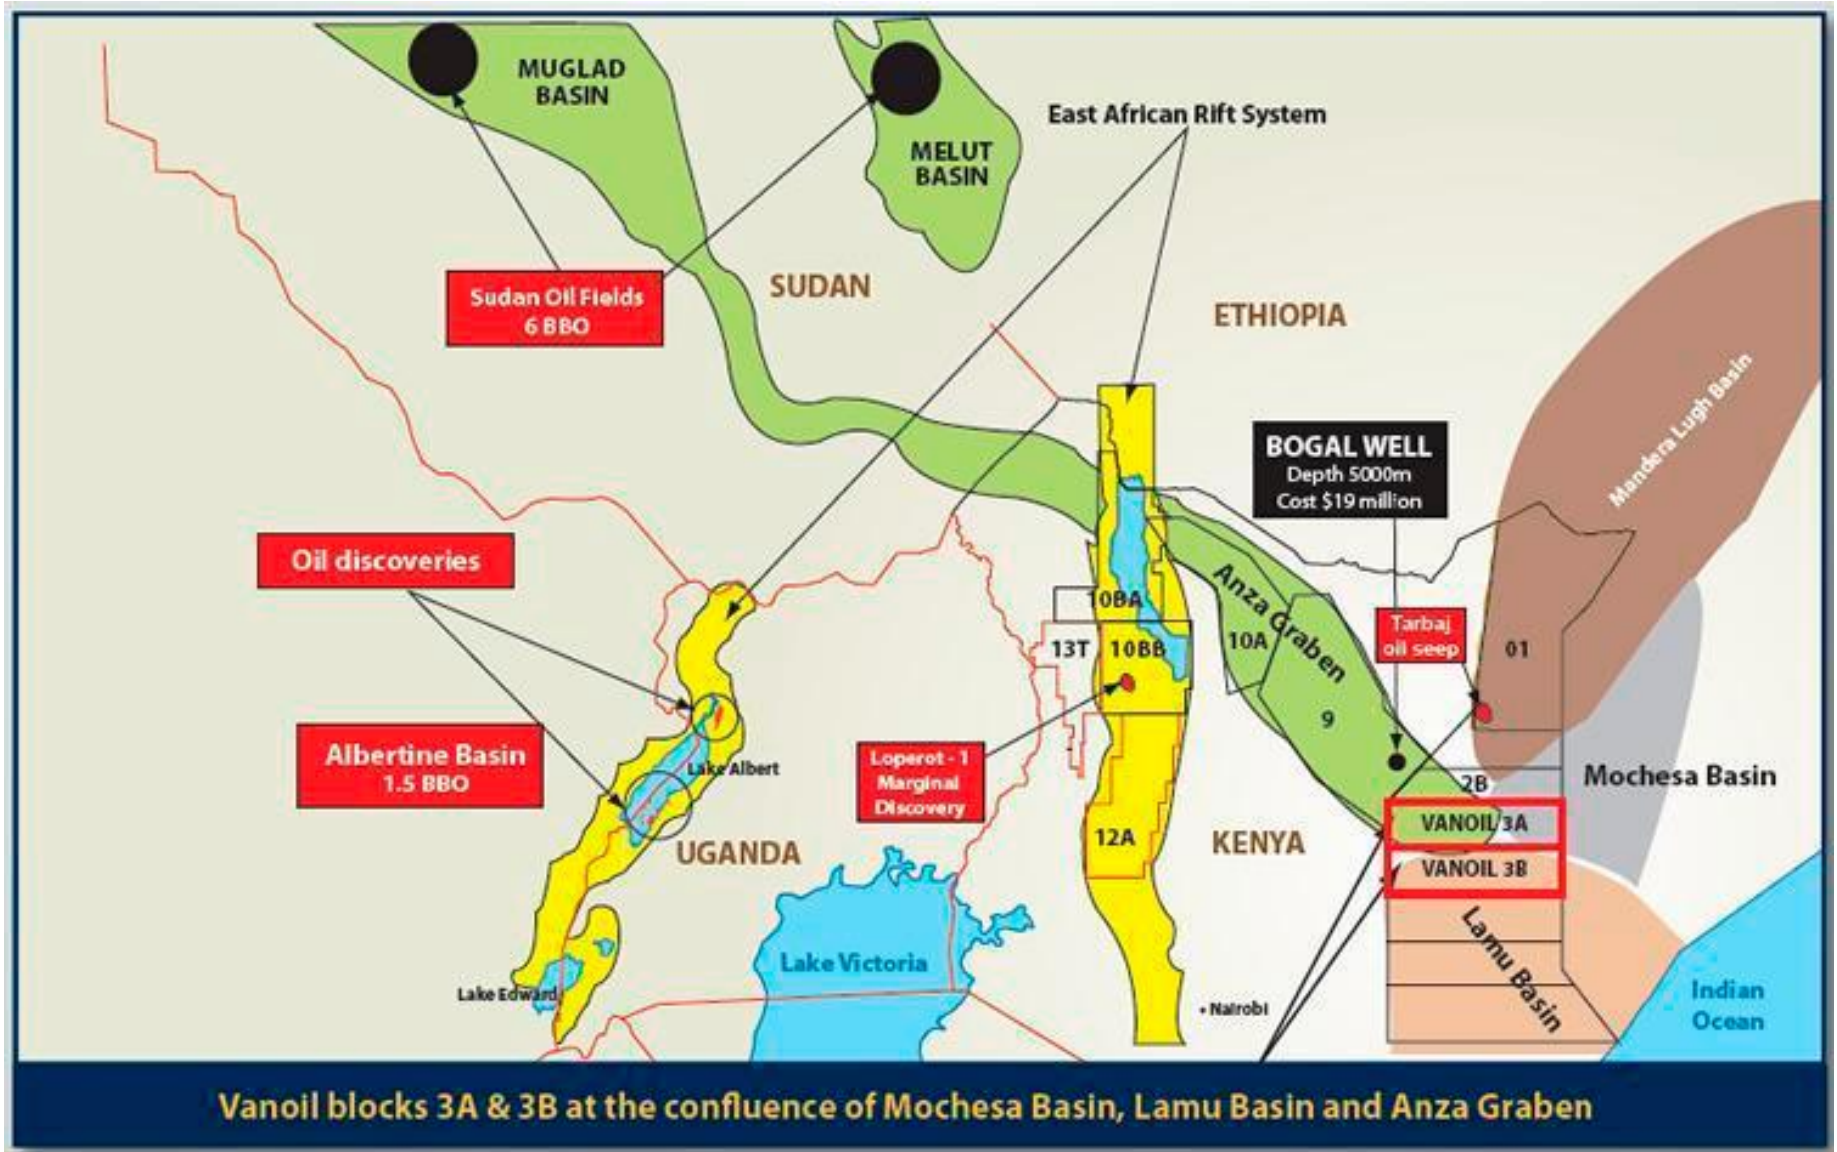 MUGLAD
BASIN
MELUT
BASIN
East African Rift System
Sudan Oil Fields
6 BBO
SUDAN
ETHIOPIA
Mandera Lugh Basin
BOGAL WELL
Depth 5000m
Cost $19 million
Oil discoveries
Anza Graben
10BA
13T
10BB
10A
Tarbaj
oil seep
01
9
Albertine Basin
1.5 BBO
Lake Albert
Loperot - 1
Marginal
Discovery
2B
Mochesa Basin
12A
UGANDA
KENYA
VANOIL 3A
VANOIL 3B
Lamu Basin
Lake Victoria
Lake Edward
Nairobi
Indian
Ocean
Vanoil blocks 3A & 3B at the confluence of Mochesa Basin, Lamu Basin and Anza Graben